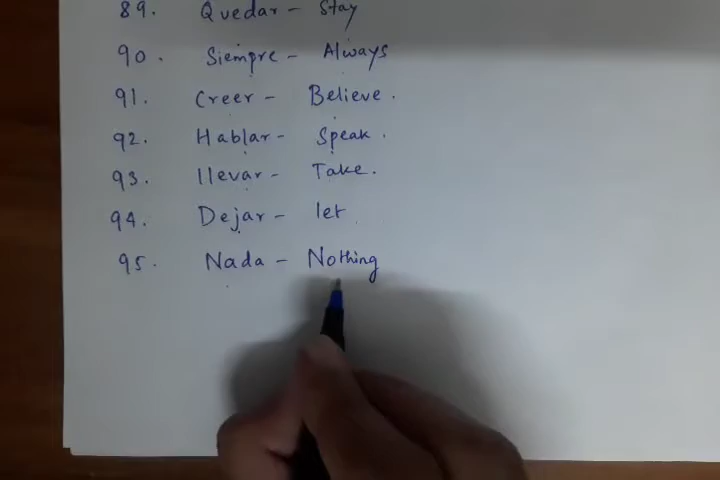 89. Quedar - Stay
90. Siempre - Always
91. Creer - Believe.
92. Hablar - Speak.
93. llevar - Take.
94. Dejar - let
95. Nada - Nothing